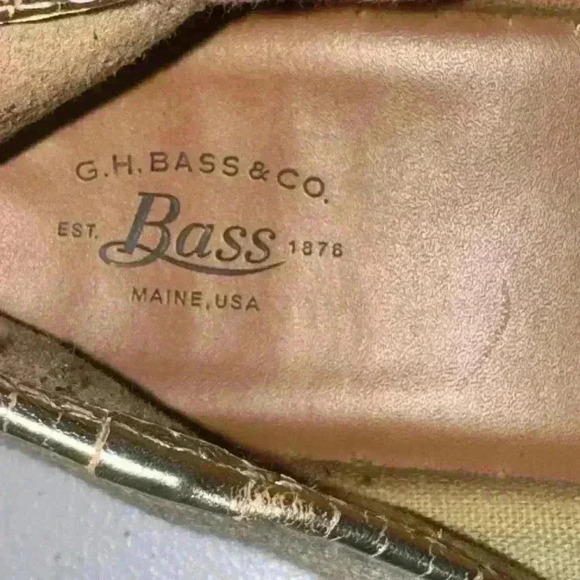 G.H. BASS & CO.
EST. Bass 1876
MAINE, USA